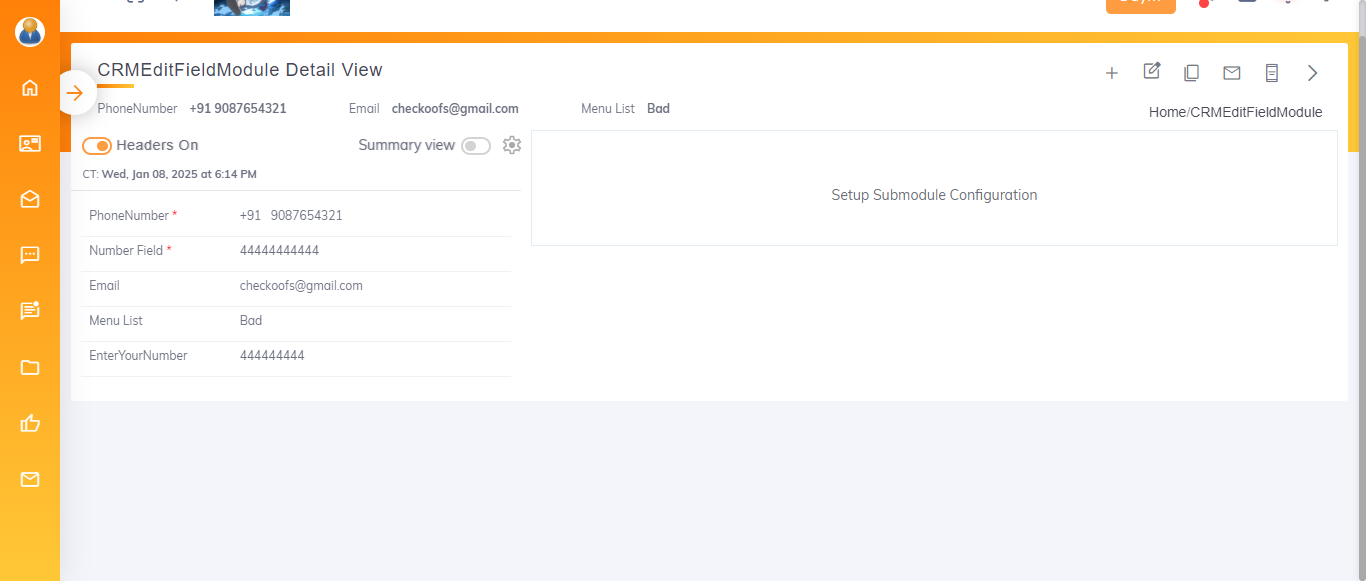 CRMEditFieldModule Detail View
PhoneNumber +91 9087654321 Email checkoofs@gmail.com Menu List Bad
Home/CRMEditFieldModule
Headers On Summary view
CT: Wed, Jan 08, 2025 at 6:14 PM
Setup Submodule Configuration
PhoneNumber * +91 9087654321
Number Field * 44444444444
Email checkoofs@gmail.com
Menu List Bad
EnterYourNumber 444444444